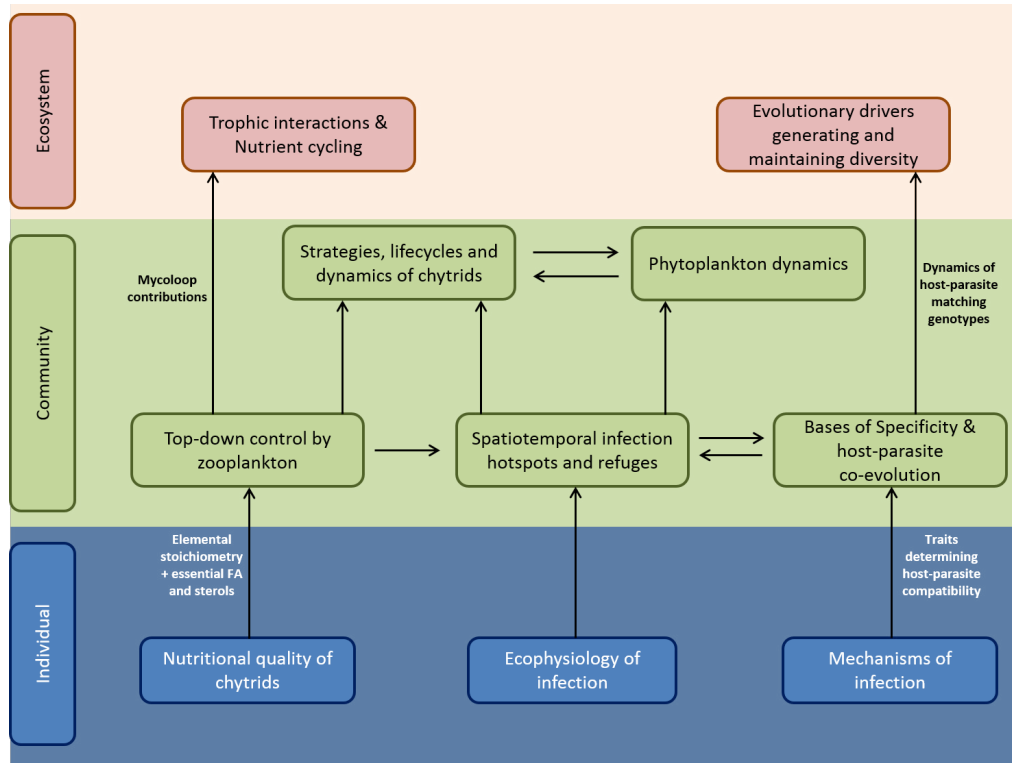 Ecosystem
Trophic interactions &
Nutrient cycling
Evolutionary drivers
generating and
maintaining diversity
Community
Strategies, lifecycles and
dynamics of chytrids
Phytoplankton dynamics
Mycoloop
contributions
Dynamics of
host-parasite
matching
genotypes
Top-down control by
zooplankton
Spatiotemporal infection
hotspots and refuges
Bases of Specificity &
host-parasite
co-evolution
Individual
Elemental
stoichiometry
+ essential FA
and sterols
Traits
determining
host-parasite
compatibility
Nutritional quality of
chytrids
Ecophysiology of
infection
Mechanisms of
infection